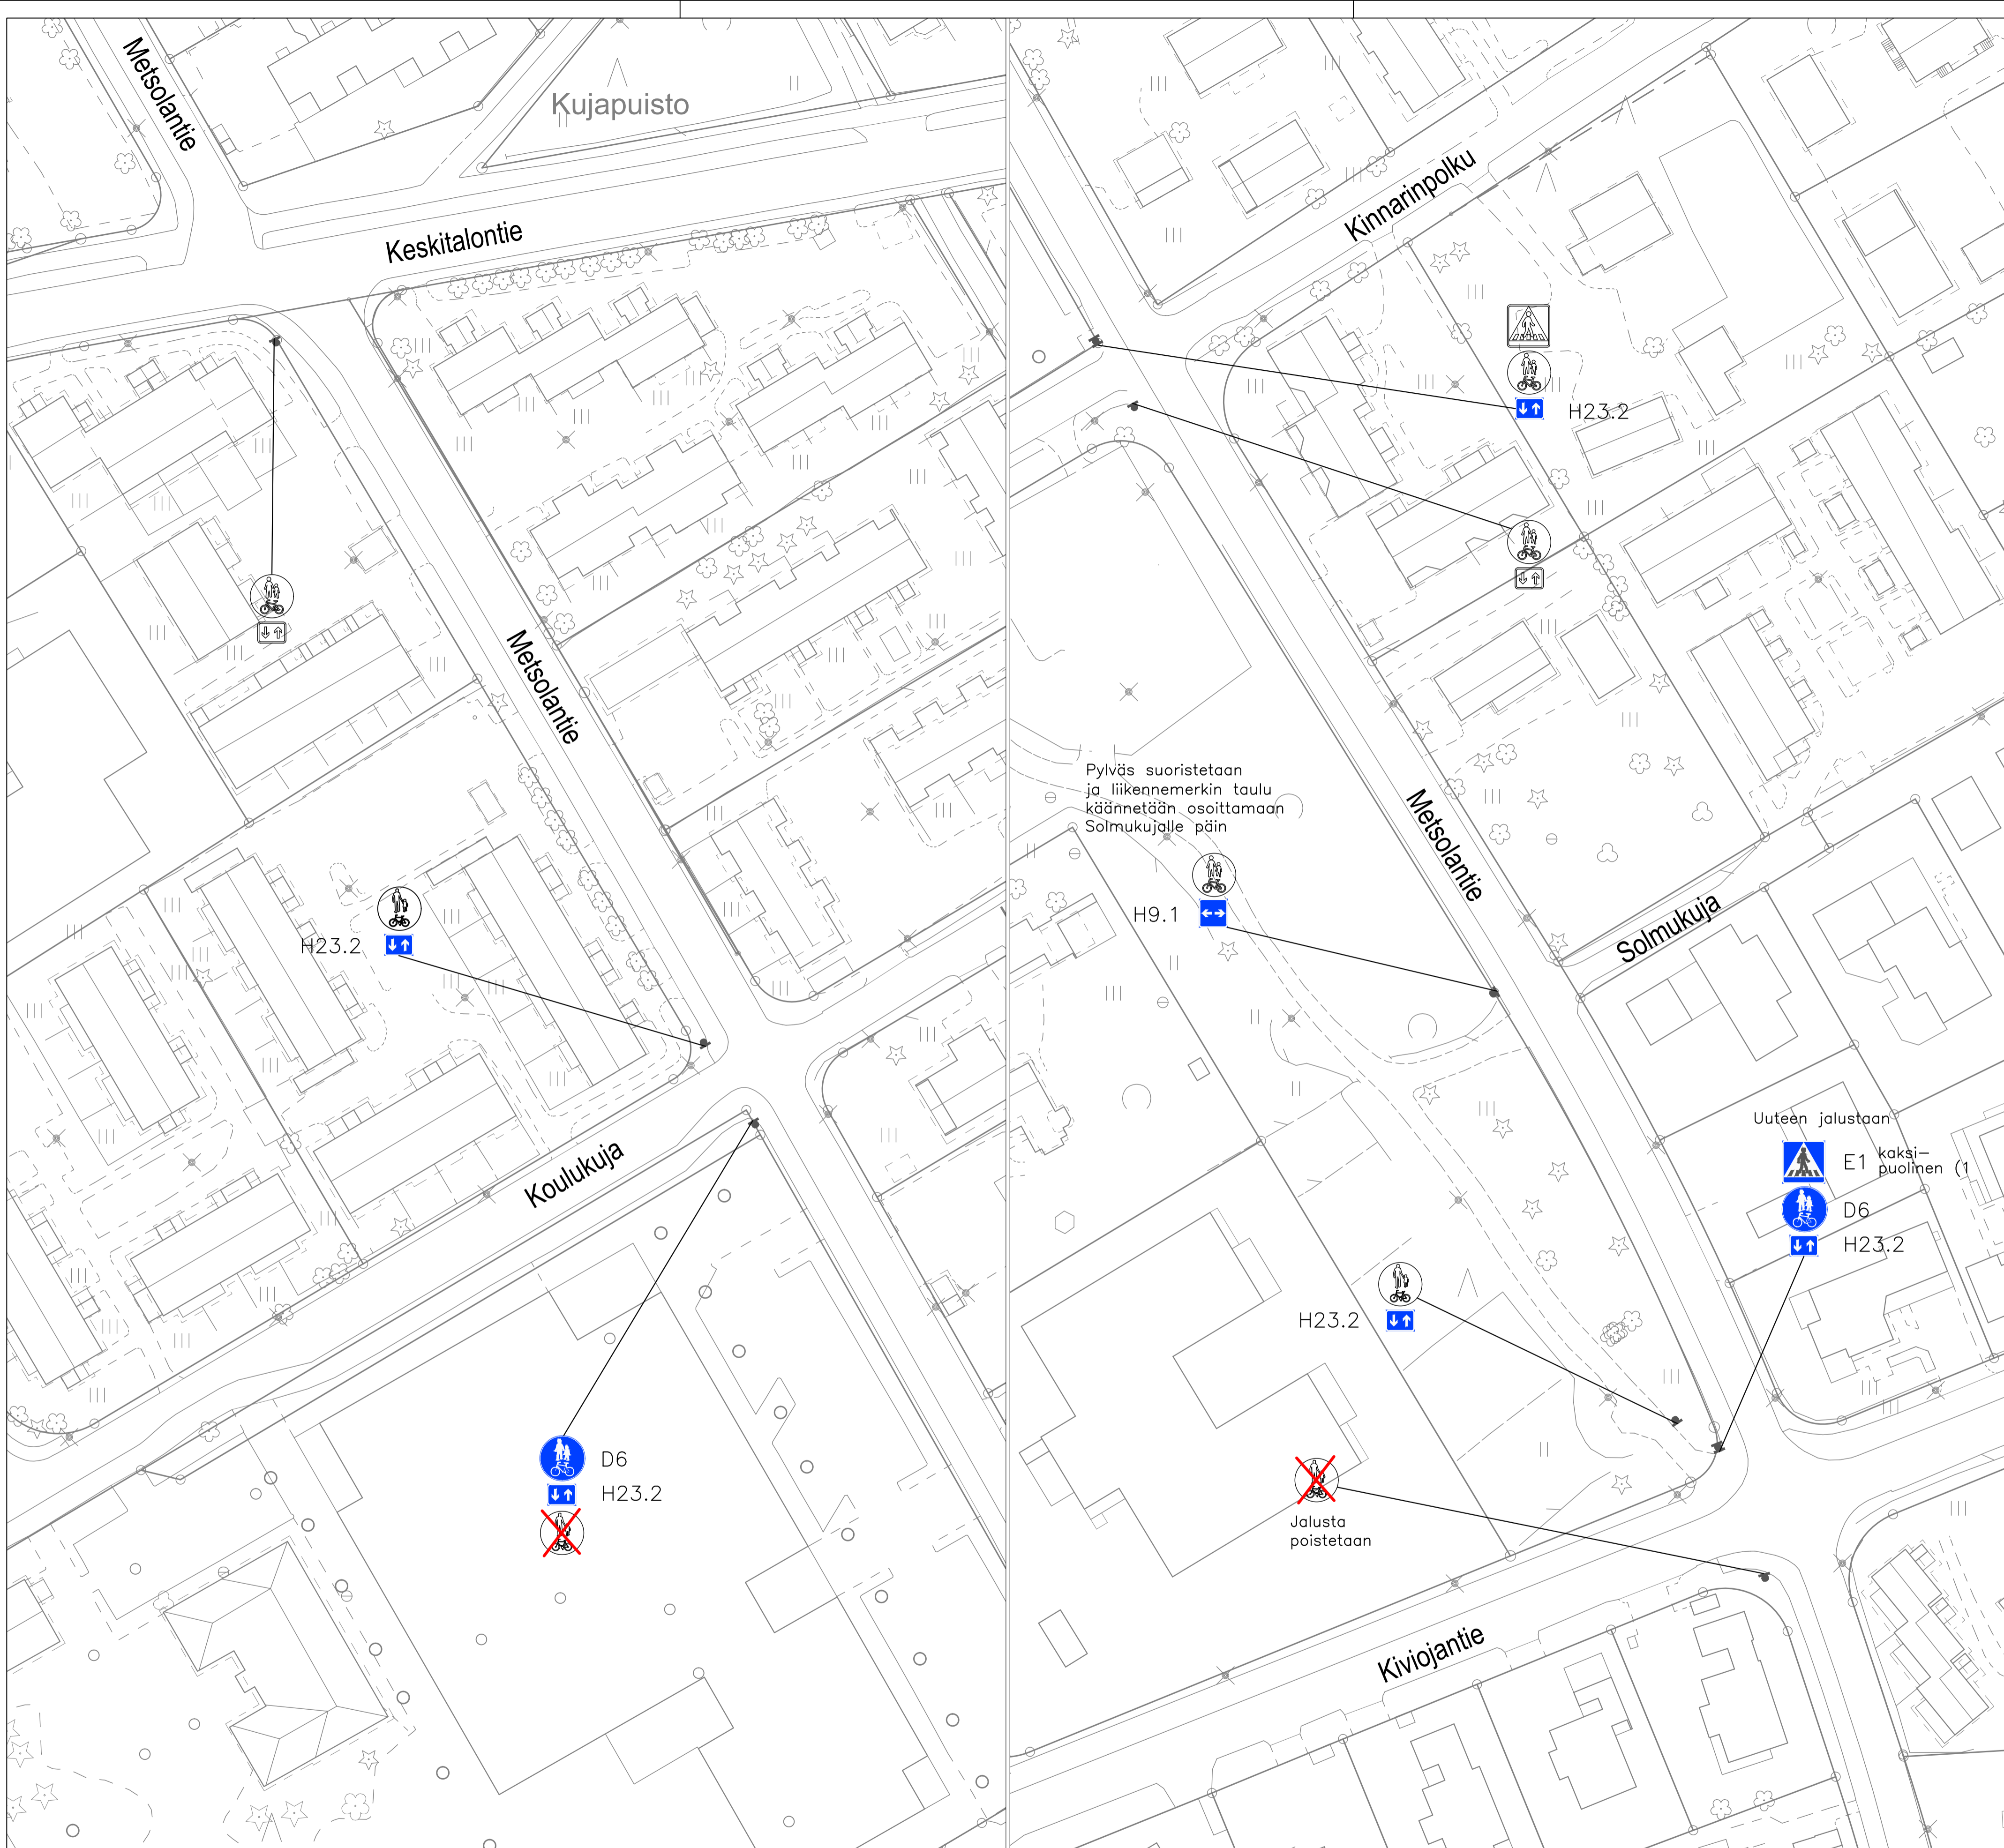 Metsolantie
Kujapuisto
Keskitalontie
Metsolantie
H23.2
Koulukuja
D6
H23.2
Kinnarinpolku
H23.2
Pylväs suoristetaan
ja liikennemerkin taulu
käännetään osoittamaan
Solmukujalle päin
H9.1
Metsolantie
Solmukuja
Uuteen jalustaan
E1 kaksi-
puolinen (1
D6
H23.2
H23.2
Jalusta
poistetaan
Kiviojantie